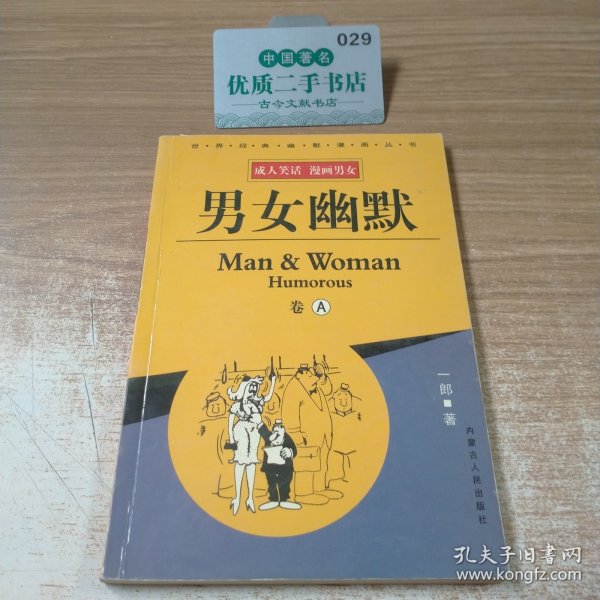 029
中国著名
优质二手书店
古今文献书店
世·界·经·典·幽·默·漫·画·丛·书
成人笑话 漫画男女
男女幽默
Man & Woman
Humorous
卷 A
一郎■著
内蒙古人民出版社
孔夫子旧书网
www.kongfz.com